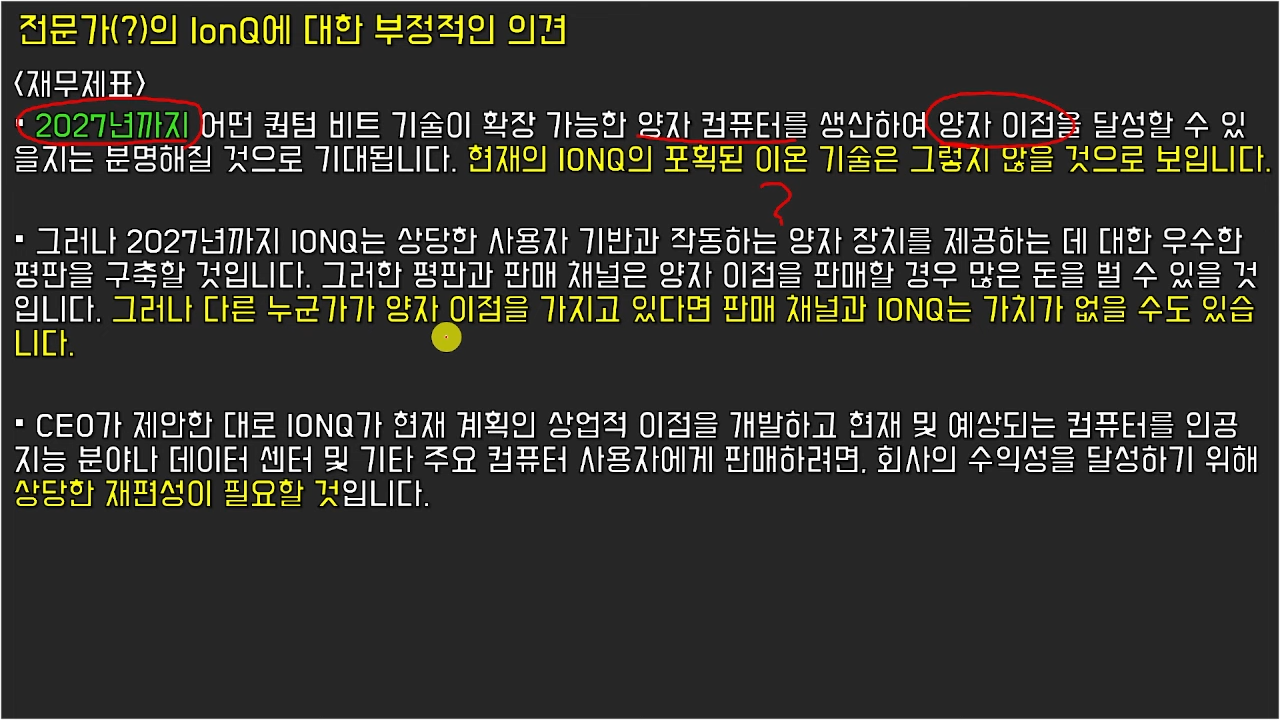 전문가(?)의 IonQ에 대한 부정적인 의견
<재무제표>
▪ 2027년까지 어떤 퀀텀 비트 기술이 확장 가능한 양자 컴퓨터를 생산하여 양자 이점을 달성할 수 있
을지는 분명해질 것으로 기대됩니다. 현재의 IONQ의 포획된 이온 기술은 그렇지 않을 것으로 보입니다.
?
▪ 그러나 2027년까지 IONQ는 상당한 사용자 기반과 작동하는 양자 장치를 제공하는 데 대한 우수한
평판을 구축할 것입니다. 그러한 평판과 판매 채널은 양자 이점을 판매할 경우 많은 돈을 벌 수 있을 것
입니다. 그러나 다른 누군가가 양자 이점을 가지고 있다면 판매 채널과 IONQ는 가치가 없을 수도 있습
니다.
▪ CEO가 제안한 대로 IONQ가 현재 계획인 상업적 이점을 개발하고 현재 및 예상되는 컴퓨터를 인공
지능 분야나 데이터 센터 및 기타 주요 컴퓨터 사용자에게 판매하려면, 회사의 수익성을 달성하기 위해
상당한 재편성이 필요할 것입니다.